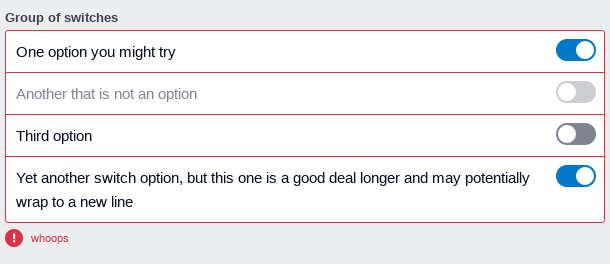 Group of switches
One option you might try
Another that is not an option
Third option
Yet another switch option, but this one is a good deal longer and may potentially
wrap to a new line
whoops